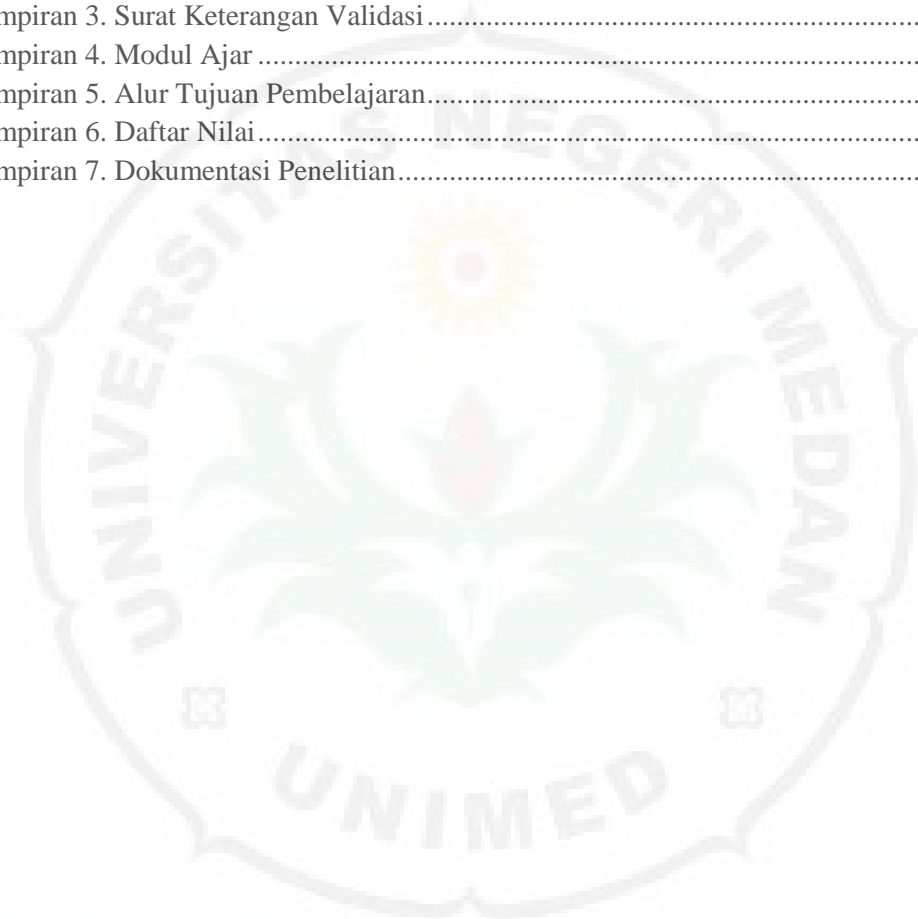 mpiran 3. Surat Keterangan Validasi........................................................................
mpiran 4. Modul Ajar ................................................................................................
mpiran 5. Alur Tujuan Pembelajaran........................................................................
mpiran 6. Daftar Nilai................................................................................................
mpiran 7. Dokumentasi Penelitian............................................................................
UNIVERSITAS NEGERI MEDAN
UNIMED